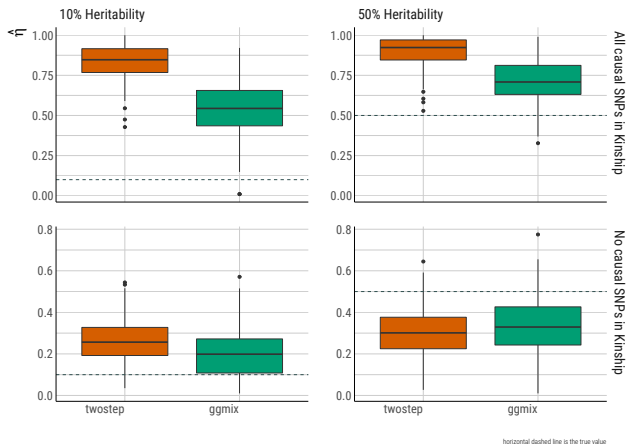 10% Heritability
50% Heritability
η̂
1.00
0.75
0.50
0.25
0.00
1.00
0.75
0.50
0.25
0.00
All causal SNPs in Kinship
0.8
0.6
0.4
0.2
0.0
0.8
0.6
0.4
0.2
0.0
No causal SNPs in Kinship
twostep
ggmix
twostep
ggmix
horizontal dashed line is the true value